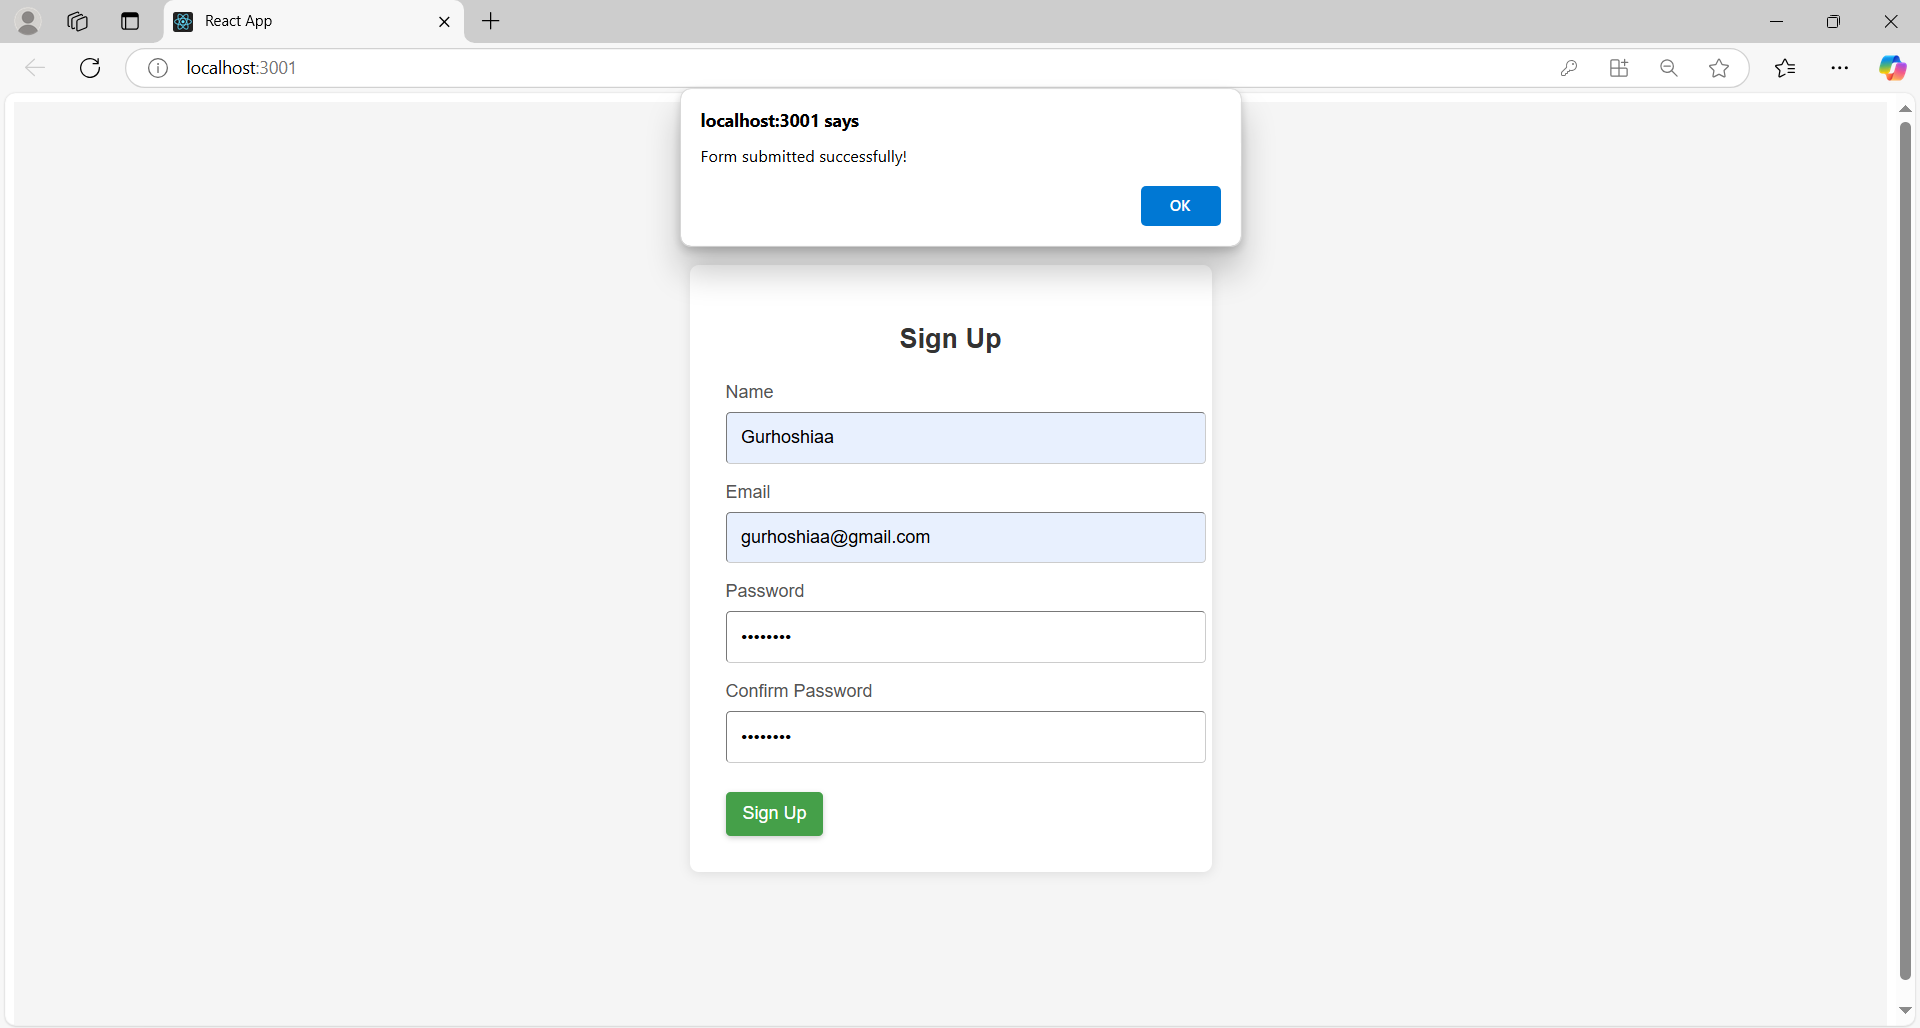 React App
localhost:3001
localhost:3001 says
Form submitted successfully!
OK
Sign Up
Name
Gurhoshiaa
Email
gurhoshiaa@gmail.com
Password
••••••••
Confirm Password
••••••••
Sign Up